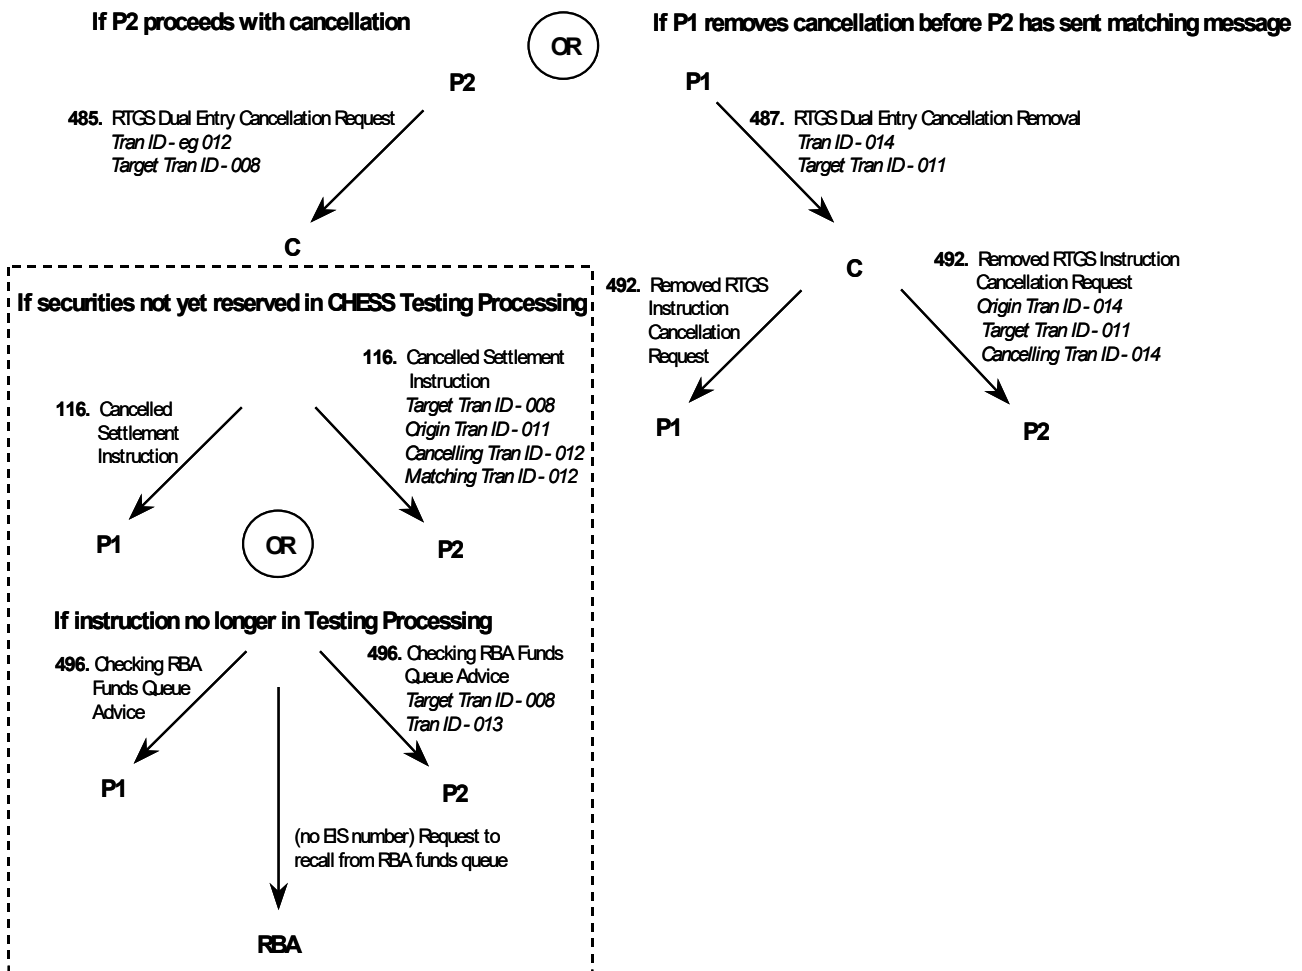 If P2 proceeds with cancellation
OR
If P1 removes cancellation before P2 has sent matching message
P2
485. RTGS Dual Entry Cancellation Request
Tran ID - eg 012
Target Tran ID - 008
C
If securities not yet reserved in CHESS Testing Processing
116. Cancelled
Settlement
Instruction
116. Cancelled Settlement
Instruction
Target Tran ID - 008
Origin Tran ID - 011
Cancelling Tran ID - 012
Matching Tran ID - 012
P1
OR
P2
If instruction no longer in Testing Processing
496. Checking RBA
Funds Queue
Advice
496. Checking RBA Funds
Queue Advice
Target Tran ID - 008
Tran ID - 013
P1
P2
(no EIS number) Request to
recall from RBA funds queue
RBA
P1
487. RTGS Dual Entry Cancellation Removal
Tran ID - 014
Target Tran ID - 011
C
492. Removed RTGS
Instruction
Cancellation
Request
492. Removed RTGS Instruction
Cancellation Request
Origin Tran ID - 014
Target Tran ID - 011
Cancelling Tran ID - 014
P1
P2